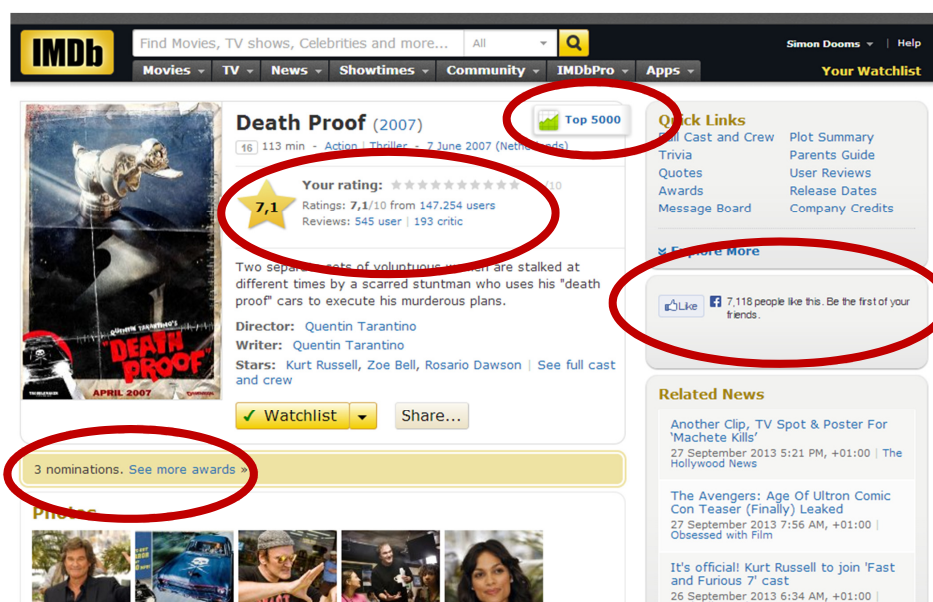 IMDb
Find Movies, TV shows, Celebrities and more...
All
Simon Dooms | Help
Movies TV News Showtimes Community IMDbPro Apps
Your Watchlist
Death Proof (2007)
Top 5000
16 113 min - Action | Thriller - 7 June 2007 (Netherlands)
7,1
Your rating: /10
Ratings: 7,1/10 from 147.254 users
Reviews: 545 user | 193 critic
Two separate sets of voluptuous women are stalked at
different times by a scarred stuntman who uses his "death
proof" cars to execute his murderous plans.
Director: Quentin Tarantino
Writer: Quentin Tarantino
Stars: Kurt Russell, Zoe Bell, Rosario Dawson | See full cast
and crew
Watchlist
Share...
QUENTIN TARANTINO'S
"DEATH
PROOF"
APRIL 2007
3 nominations. See more awards »
Photos
Quick Links
Full Cast and Crew
Plot Summary
Trivia
Parents Guide
Quotes
User Reviews
Awards
Release Dates
Message Board
Company Credits
Explore More
Like
7,118 people like this. Be the first of your
friends.
Related News
Another Clip, TV Spot & Poster For
'Machete Kills'
27 September 2013 5:21 PM, +01:00 | The
Hollywood News
The Avengers: Age Of Ultron Comic
Con Teaser (Finally) Leaked
27 September 2013 7:56 AM, +01:00 |
Obsessed with Film
It's official! Kurt Russell to join 'Fast
and Furious 7' cast
26 September 2013 6:34 AM, +01:00 |